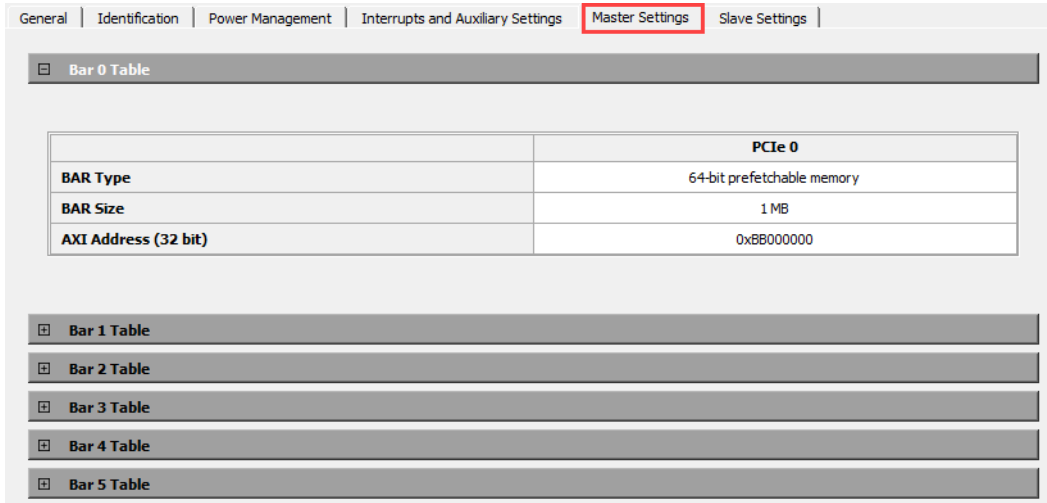 General Identification Power Management Interrupts and Auxiliary Settings Master Settings Slave Settings
Bar 0 Table
PCIe 0
BAR Type 64-bit prefetchable memory
BAR Size 1 MB
AXI Address (32 bit) 0xBB000000
Bar 1 Table
Bar 2 Table
Bar 3 Table
Bar 4 Table
Bar 5 Table